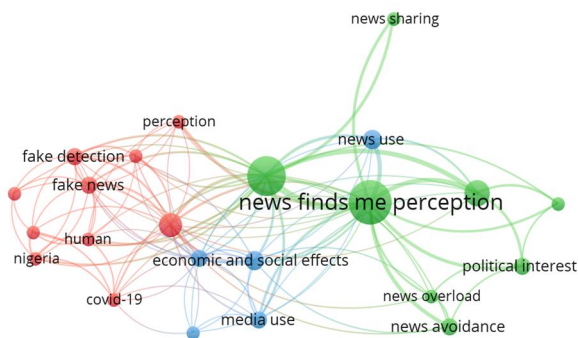 news sharing
perception
news use
fake detection
fake news
news finds me perception
human
nigeria
economic and social effects
political interest
covid-19
news overload
media use
news avoidance